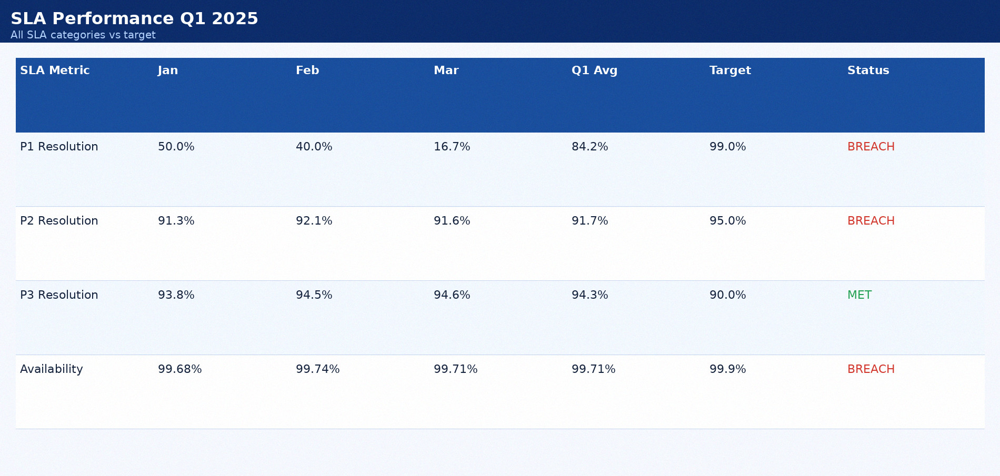 SLA Performance Q1 2025
All SLA categories vs target
SLA Metric Jan Feb Mar Q1 Avg Target Status
P1 Resolution 50.0% 40.0% 16.7% 84.2% 99.0% BREACH
P2 Resolution 91.3% 92.1% 91.6% 91.7% 95.0% BREACH
P3 Resolution 93.8% 94.5% 94.6% 94.3% 90.0% MET
Availability 99.68% 99.74% 99.71% 99.71% 99.9% BREACH